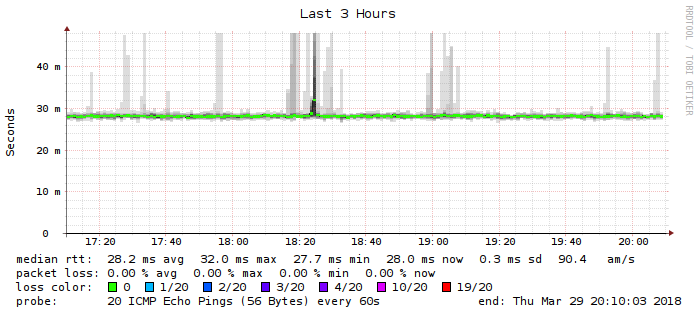 Last 3 Hours
RRDTOOL / TOBI OETIKER
Seconds
40 m
30 m
20 m
10 m
0
17:20 17:40 18:00 18:20 18:40 19:00 19:20 19:40 20:00
median rtt: 28.2 ms avg 32.0 ms max 27.7 ms min 28.0 ms now 0.3 ms sd 90.4 am/s
packet loss: 0.00 % avg 0.00 % max 0.00 % min 0.00 % now
loss color: 0 1/20 2/20 3/20 4/20 10/20 19/20
probe: 20 ICMP Echo Pings (56 Bytes) every 60s end: Thu Mar 29 20:10:03 2018